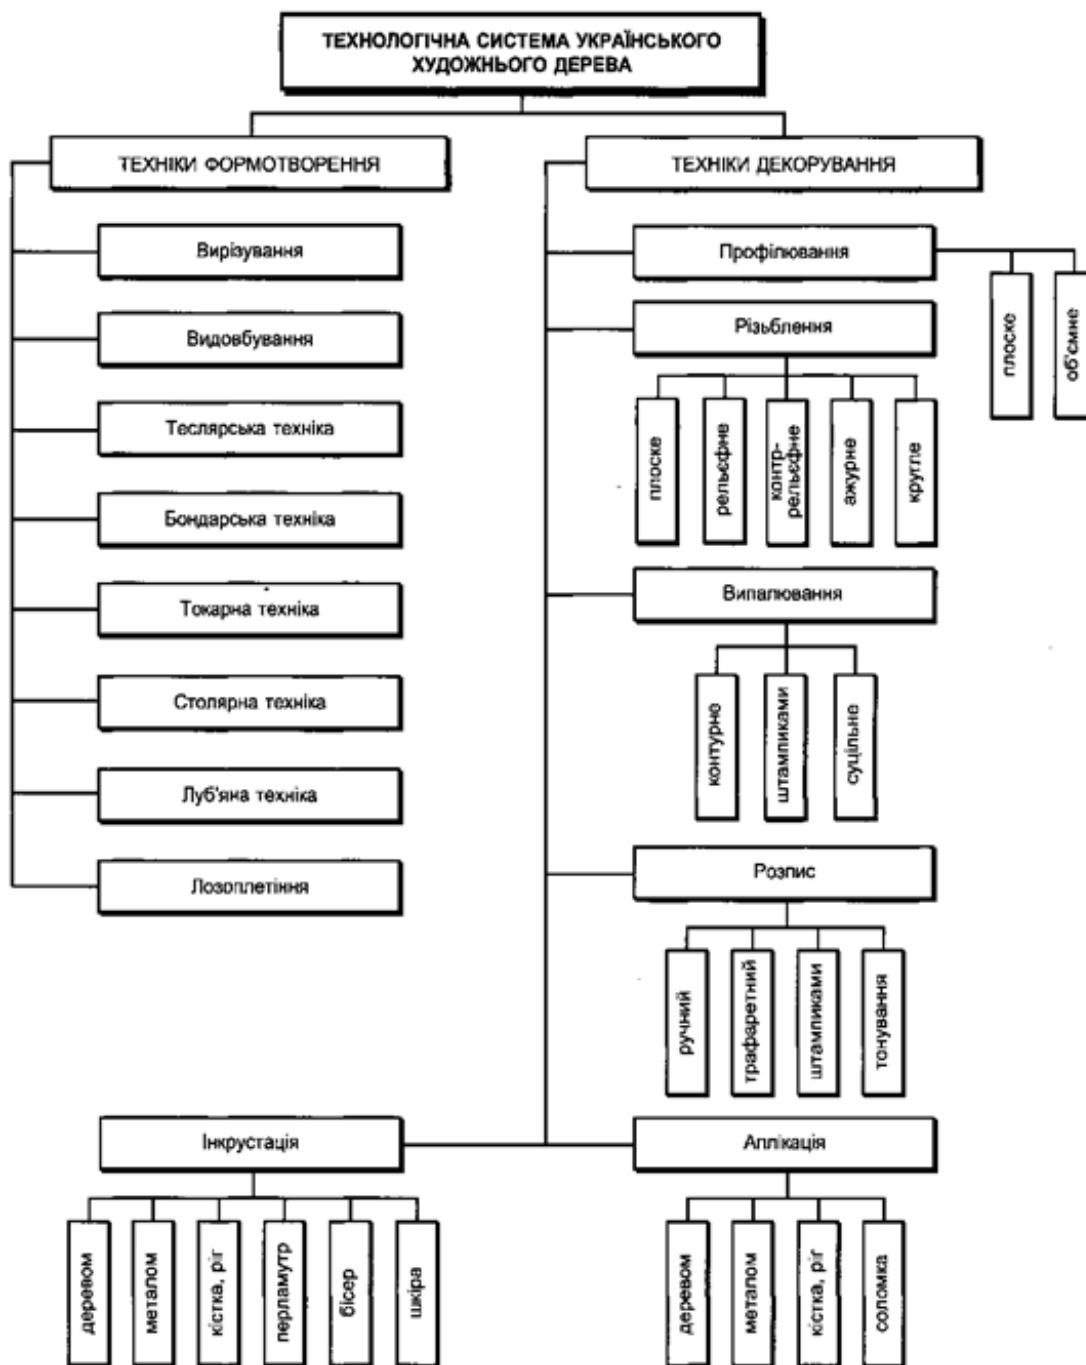 ТЕХНОЛОГІЧНА СИСТЕМА УКРАЇНСЬКОГО
ХУДОЖНЬОГО ДЕРЕВА
ТЕХНІКИ ФОРМОТВОРЕННЯ
Вирізування
Видовбування
Теслярська техніка
Бондарська техніка
Токарна техніка
Столярна техніка
Луб'яна техніка
Лозоплетіння
ТЕХНІКИ ДЕКОРУВАННЯ
Профілювання
плоске
об'ємне
Різьблення
плоске
рельєфне
контр-
рельєфне
ажурне
кругле
Випалювання
контурне
штампиками
суцільне
Розпис
ручний
трафаретний
штампиками
тонування
Інкрустація
деревом
металом
кістка, ріг
перламутр
бісер
шкіра
Аплікація
деревом
металом
кістка, ріг
соломка